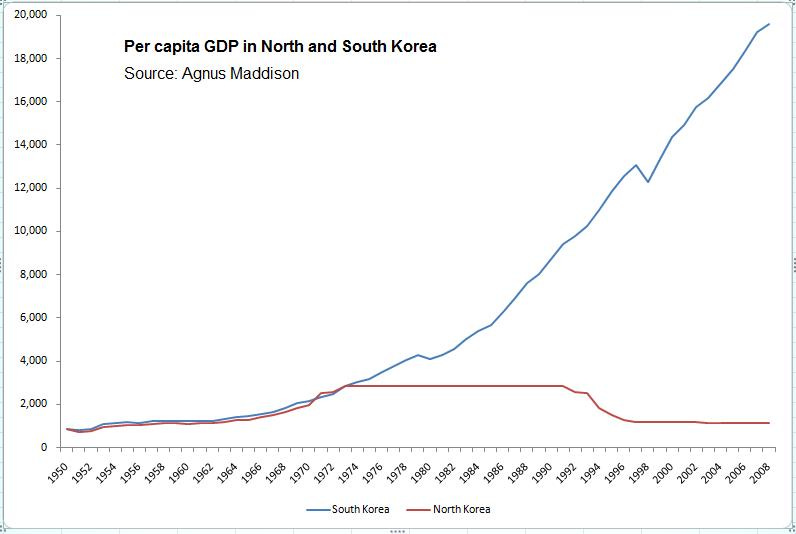 Per capita GDP in North and South Korea
Source: Agnus Maddison
20,000
18,000
16,000
14,000
12,000
10,000
8,000
6,000
4,000
2,000
0
1950 1952 1954 1956 1958 1960 1962 1964 1966 1968 1970 1972 1974 1976 1978 1980 1982 1984 1986 1988 1990 1992 1994 1996 1998 2000 2002 2004 2006 2008
South Korea North Korea